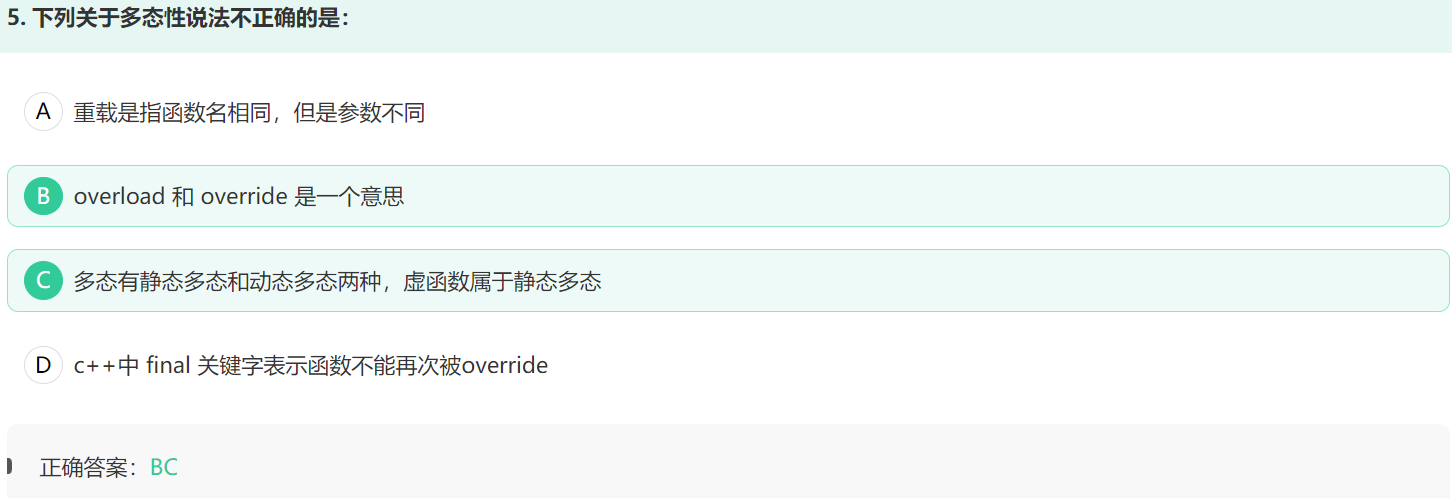 5. 下列关于多态性说法不正确的是：
A 重载是指函数名相同，但是参数不同
B overload 和 override 是一个意思
C 多态有静态多态和动态多态两种，虚函数属于静态多态
D c++中 final 关键字表示函数不能再次被override
正确答案：BC